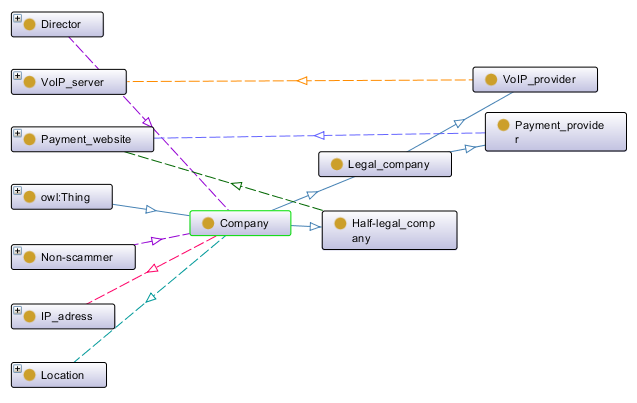 Director
VoIP_server
VoIP_provider
Payment_website
Payment_provide
r
Legal_company
owl:Thing
Company
Half-legal_comp
any
Non-scammer
IP_adress
Location